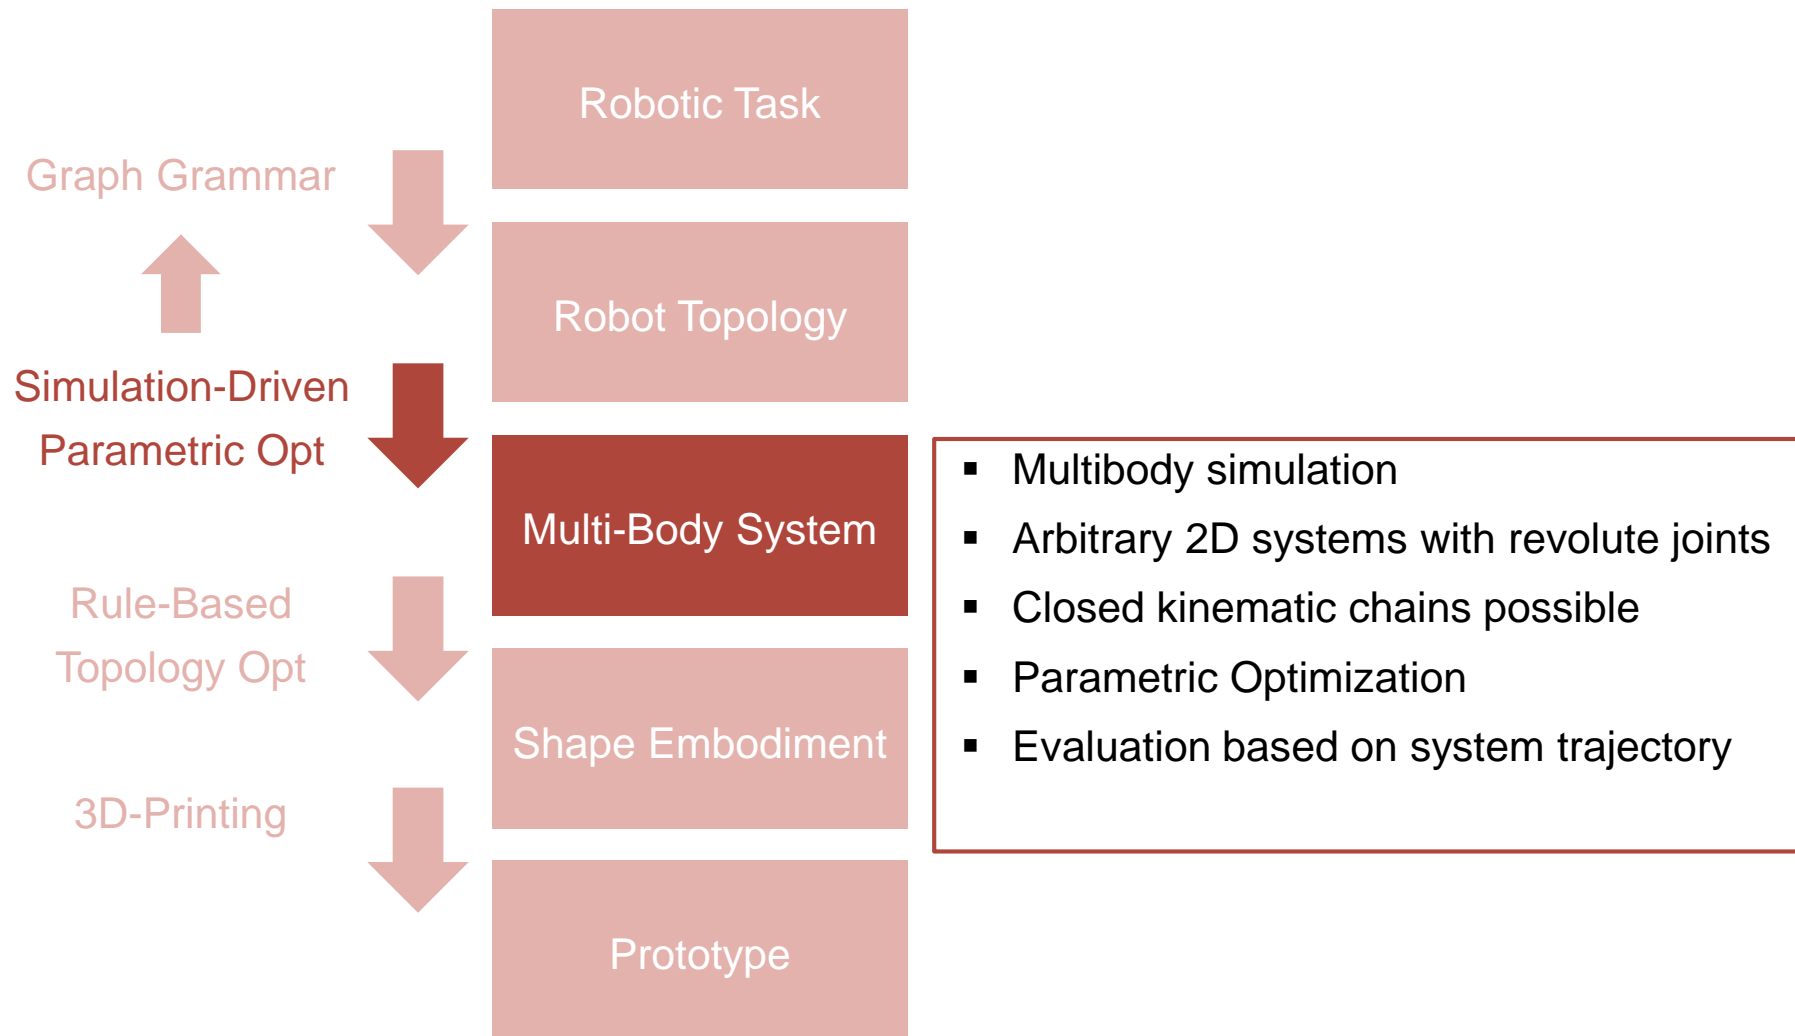 Robotic Task
Graph Grammar
Robot Topology
Simulation-Driven
Parametric Opt
Multi-Body System
▪ Multibody simulation
▪ Arbitrary 2D systems with revolute joints
▪ Closed kinematic chains possible
▪ Parametric Optimization
▪ Evaluation based on system trajectory
Rule-Based
Topology Opt
Shape Embodiment
3D-Printing
Prototype